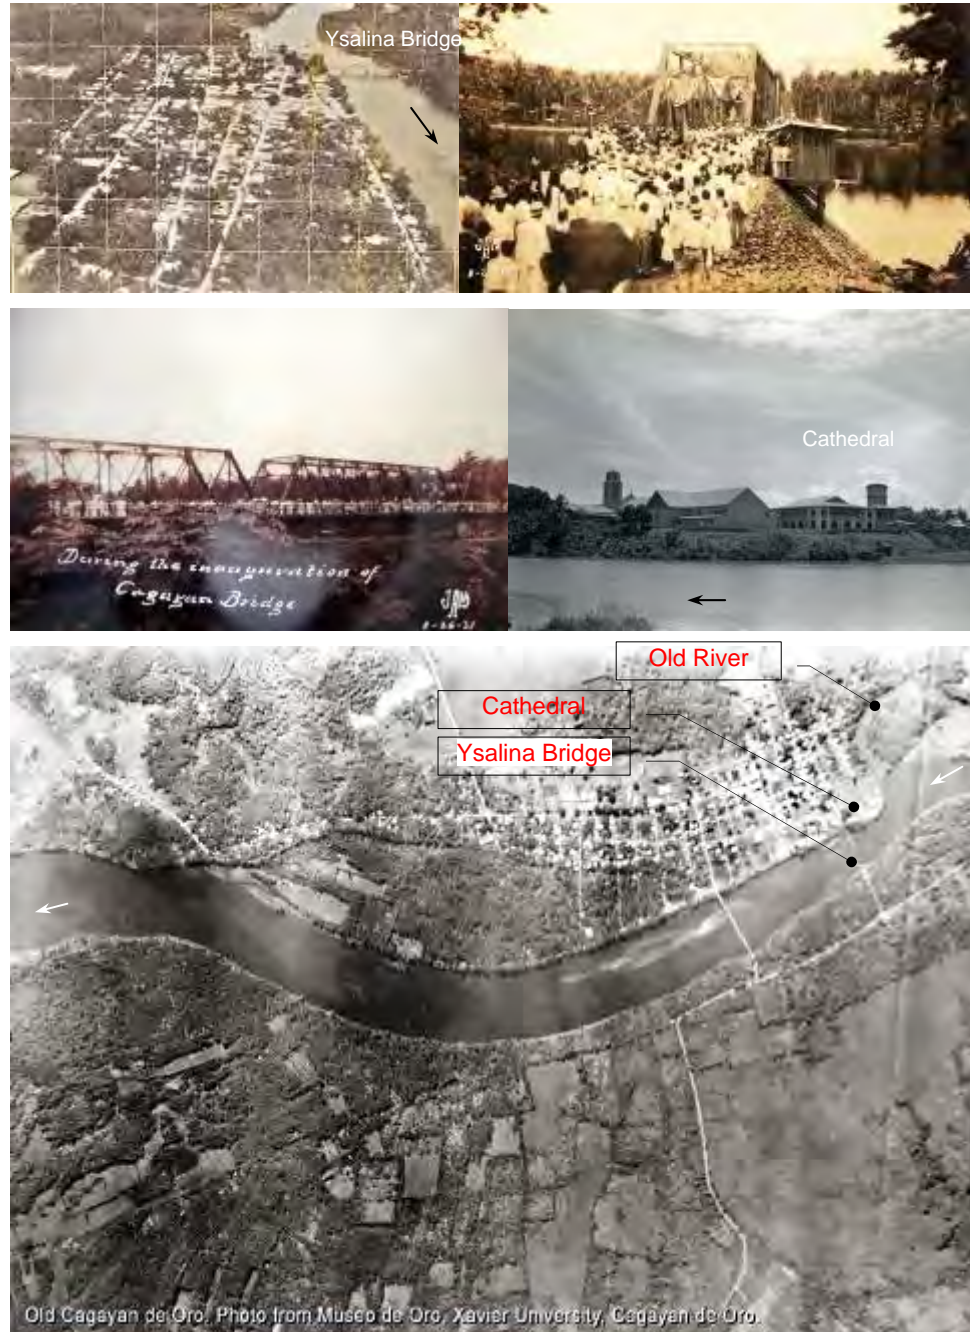 Ysalina Bridge
During the inauguration of
Cagayan Bridge
Cathedral
Old River
Cathedral
Ysalina Bridge
Old Cagayan de Oro. Photo from Museo de Oro, Xavier University, Cagayan de Oro.